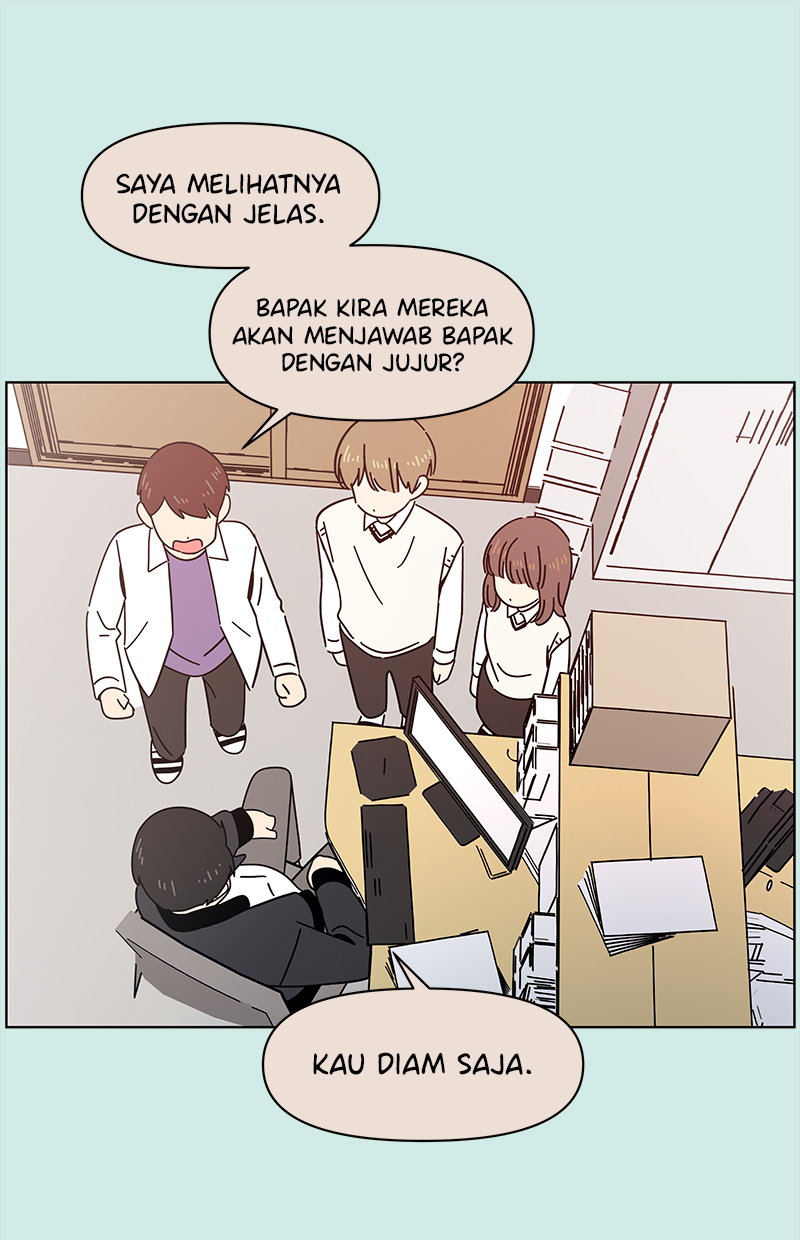 SAYA MELIHATNYA
DENGAN JELAS.
BAPAK KIRA MEREKA
AKAN MENJAWAB BAPAK
DENGAN JUJUR?
KAU DIAM SAJA.